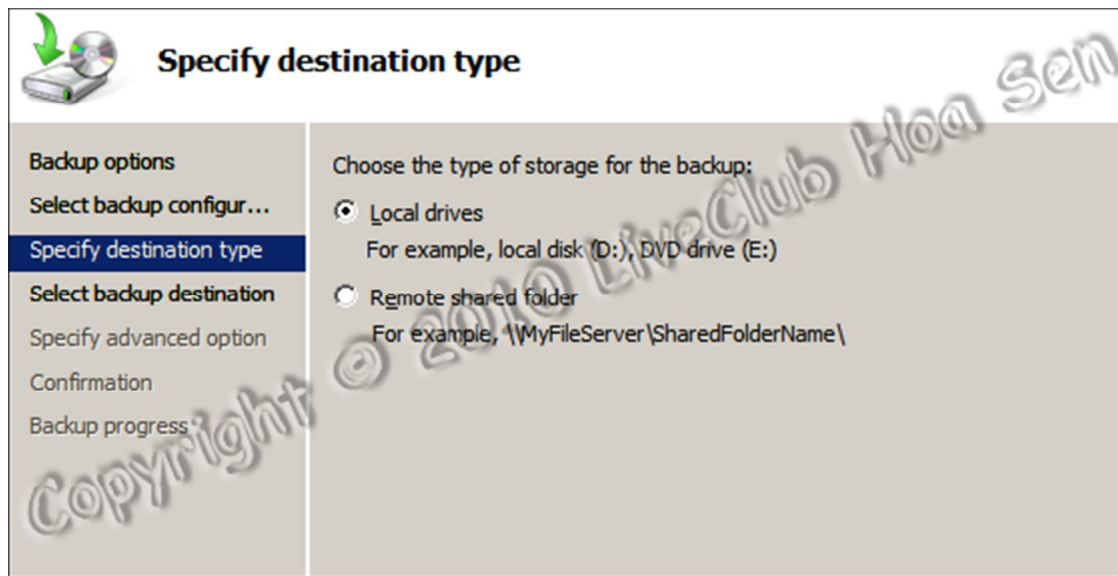 Specify destination type
Backup options
Select backup configur...
Specify destination type
Select backup destination
Specify advanced option
Confirmation
Backup progress
Choose the type of storage for the backup:
Local drives
For example, local disk (D:), DVD drive (E:)
Remote shared folder
For example, \\MyFileServer\SharedFolderName\
Copyright © 2010 LiveClub Hoa Sen